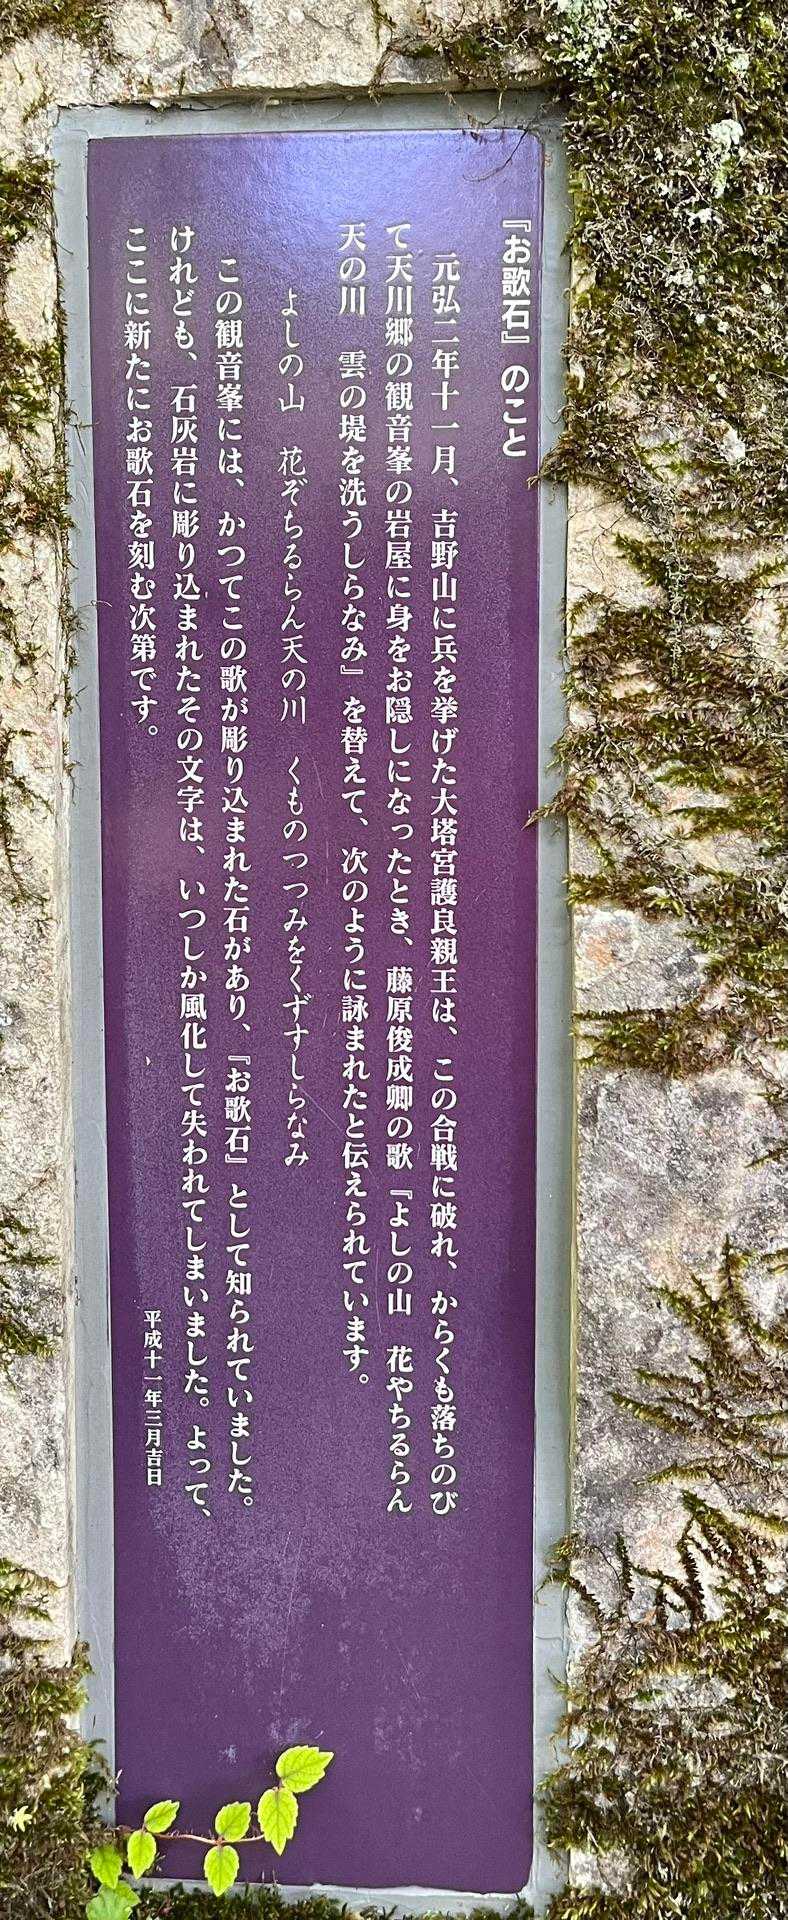 『お歌石』のこと
元弘二年十一月、吉野山に兵を挙げた大塔宮護良親王は、この合戦に破れ、からくも落ちのび
て天川郷の観音峯の岩屋に身をお隠しになったとき、藤原俊成卿の歌『よしの山　花やちるらん
天の川　雲の堤を洗うしらなみ』を替えて、次のように詠まれたと伝えられています。
よしの山　花ぞちるらん天の川　くものつつみをくずすしらなみ
この観音峯には、かつてこの歌が彫り込まれた石があり、『お歌石』として知られていました。
けれども、石灰岩に彫り込まれたその文字は、いつしか風化して失われてしまいました。よって、
ここに新たにお歌石を刻む次第です。
平成十一年三月吉日